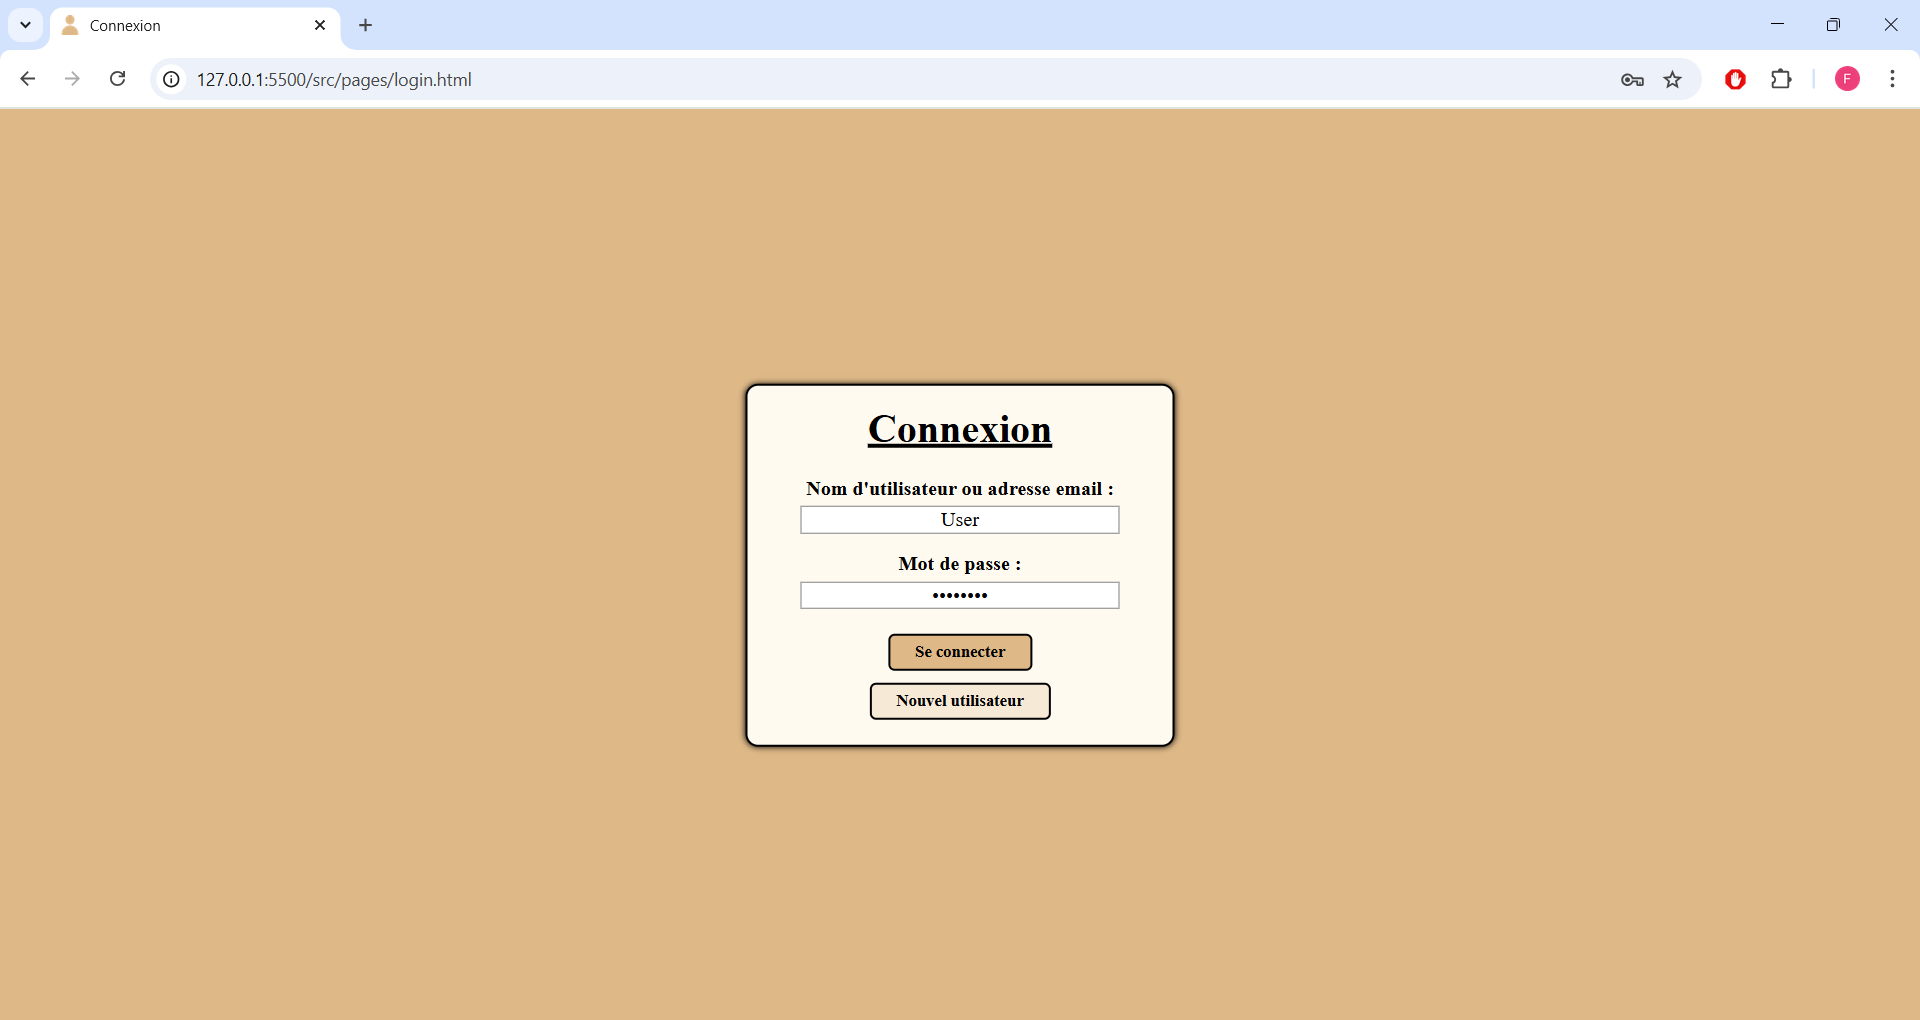 Connexion
127.0.0.1:5500/src/pages/login.html
F
Connexion
Nom d'utilisateur ou adresse email :
User
Mot de passe :
••••••••
Se connecter
Nouvel utilisateur